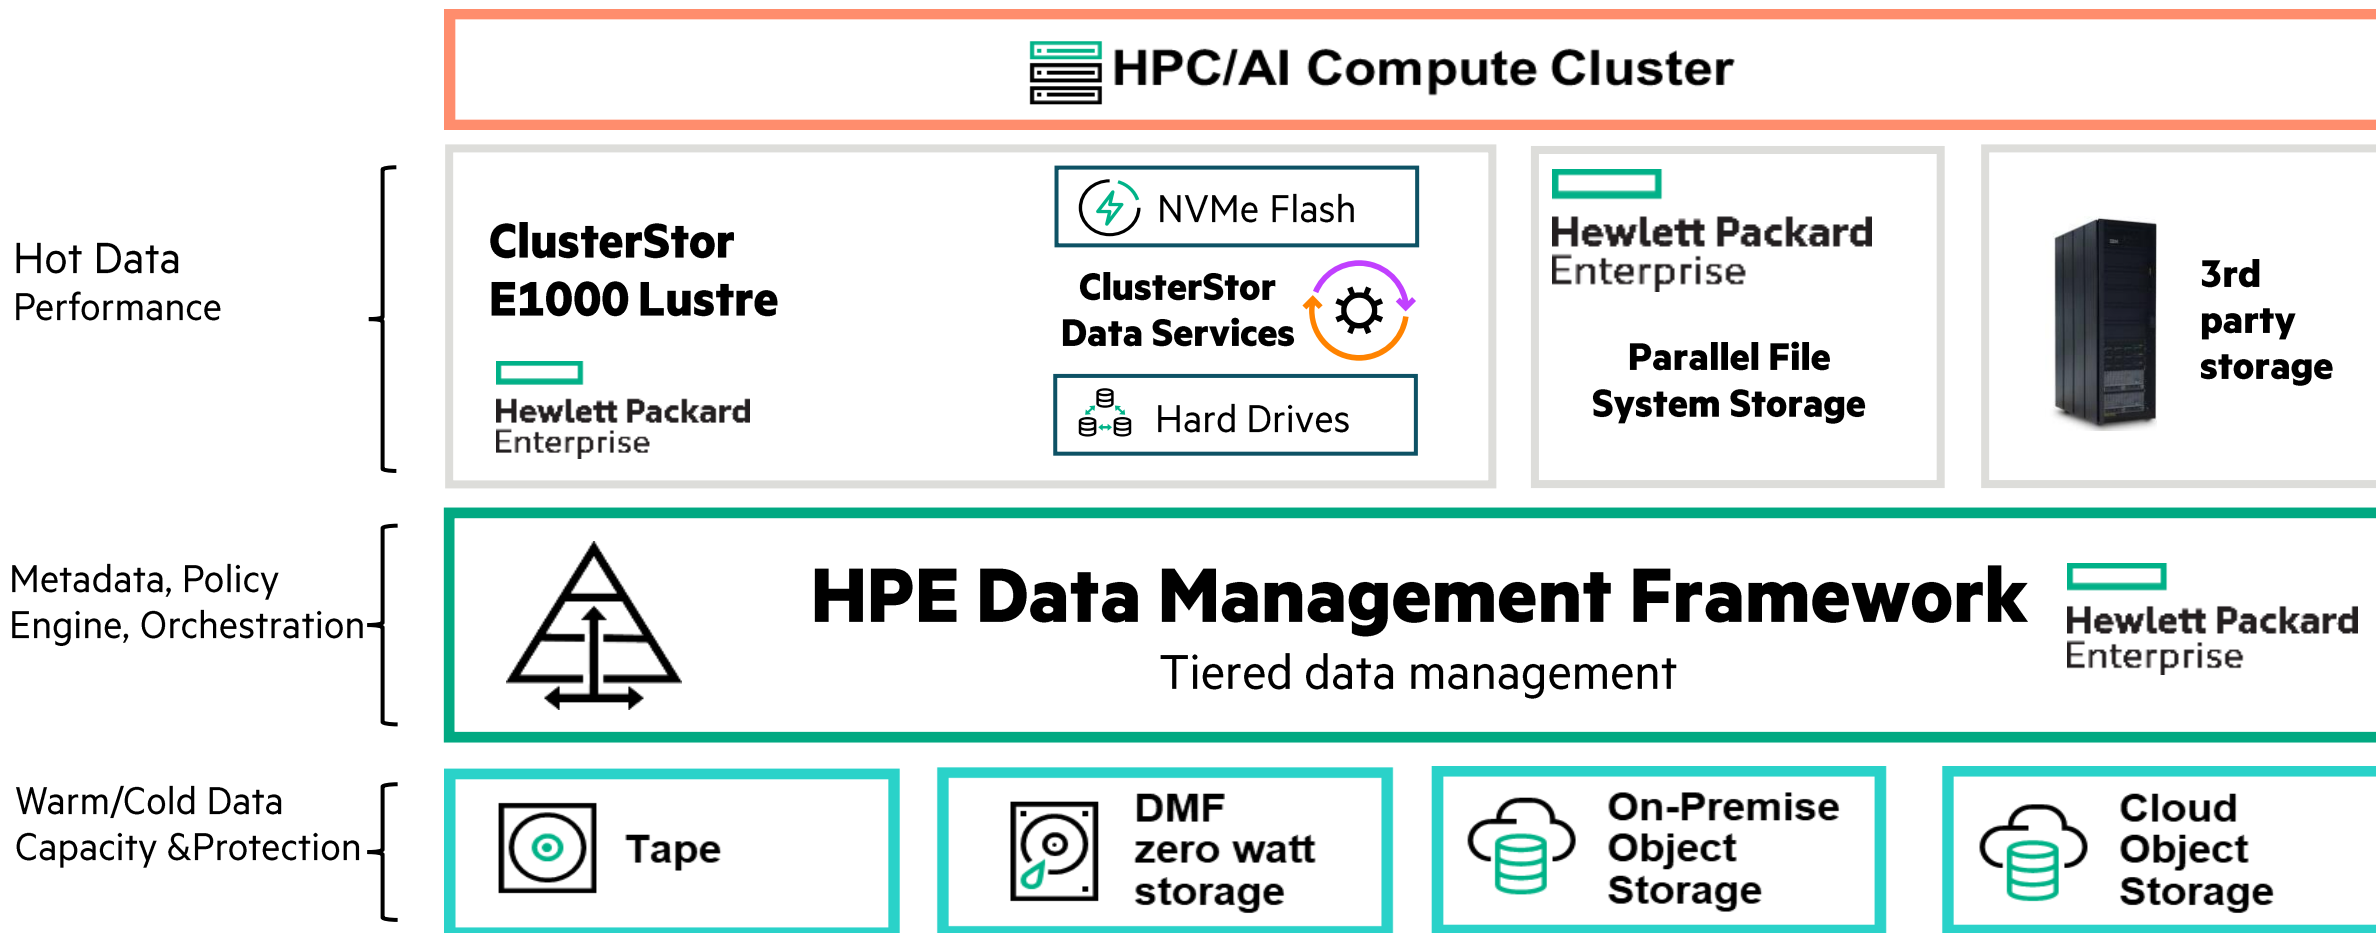 HPC/AI Compute Cluster
Hot Data
Performance
ClusterStor
E1000 Lustre
Hewlett Packard
Enterprise
NVMe Flash
ClusterStor
Data Services
Hard Drives
Hewlett Packard
Enterprise
Parallel File
System Storage
3rd
party
storage
Metadata, Policy
Engine, Orchestration
HPE Data Management Framework
Tiered data management
Hewlett Packard
Enterprise
Warm/Cold Data
Capacity &Protection
Tape
DMF
zero watt
storage
On-Premise
Object
Storage
Cloud
Object
Storage